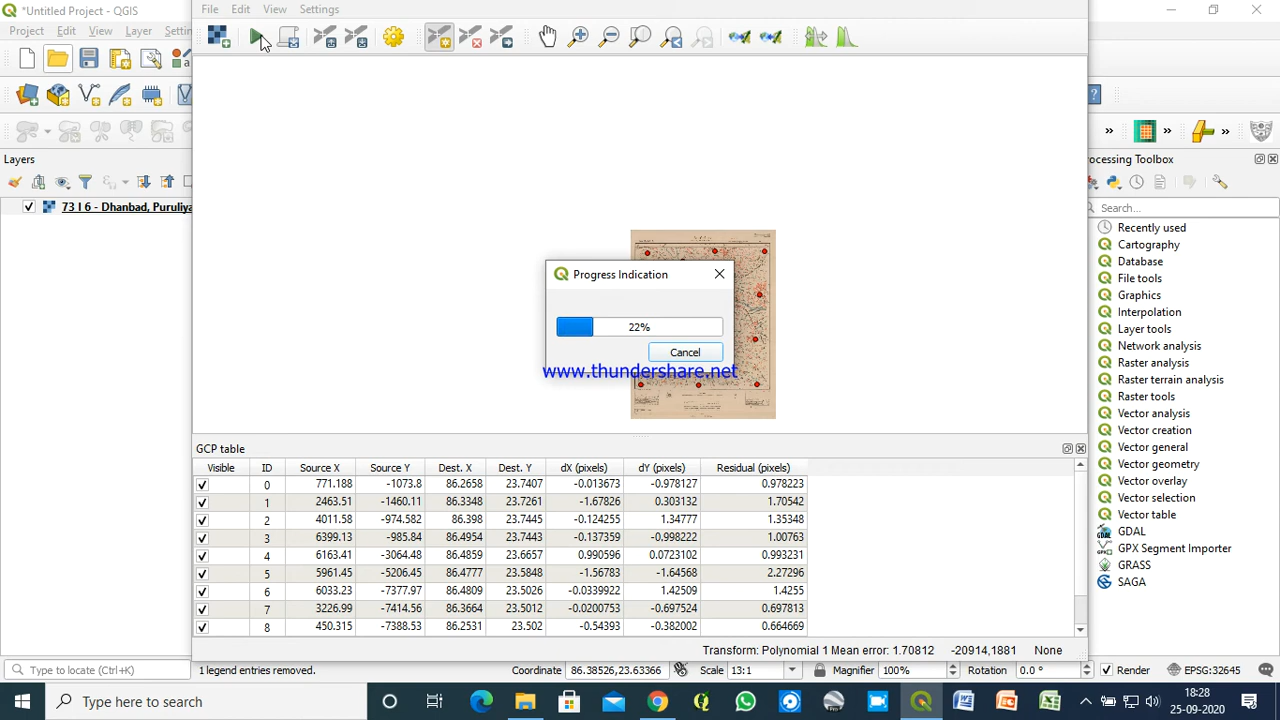 *Untitled Project - QGIS
Project Edit View Layer Settin
File Edit View Settings
Layers
73 I 6 - Dhanbad, Puruliya
Progress Indication
22%
Cancel
www.thundershare.net
GCP table
Visible ID Source X Source Y Dest. X Dest. Y dX (pixels) dY (pixels) Residual (pixels)
0 771.188 -1073.8 86.2658 23.7407 -0.013673 -0.978127 0.978223
1 2463.51 -1460.11 86.3348 23.7261 -1.67826 0.303132 1.70542
2 4011.58 -974.582 86.398 23.7445 -0.124255 1.34777 1.35348
3 6399.13 -985.84 86.4954 23.7443 -0.137359 -0.998222 1.00763
4 6163.41 -3064.48 86.4859 23.6657 0.990596 0.0723102 0.993231
5 5961.45 -5206.45 86.4777 23.5848 -1.56783 -1.64568 2.27296
6 6033.23 -7377.97 86.4809 23.5026 -0.0339922 1.42509 1.4255
7 3226.99 -7414.56 86.3664 23.5012 -0.0200753 -0.697524 0.697813
8 450.315 -7388.53 86.2531 23.502 -0.54393 -0.382002 0.664669
Transform: Polynomial 1 Mean error: 1.70812 -20914,1881 None
ocessing Toolbox
Search...
Recently used
Cartography
Database
File tools
Graphics
Interpolation
Layer tools
Network analysis
Raster analysis
Raster terrain analysis
Raster tools
Vector analysis
Vector creation
Vector general
Vector geometry
Vector overlay
Vector selection
Vector table
GDAL
GPX Segment Importer
GRASS
SAGA
Type to locate (Ctrl+K) 1 legend entries removed. Coordinate 86.38526,23.63366 Scale 13:1 Magnifier 100% Rotation 0.0 ° Render EPSG:32645
Type here to search
18:28
25-09-2020